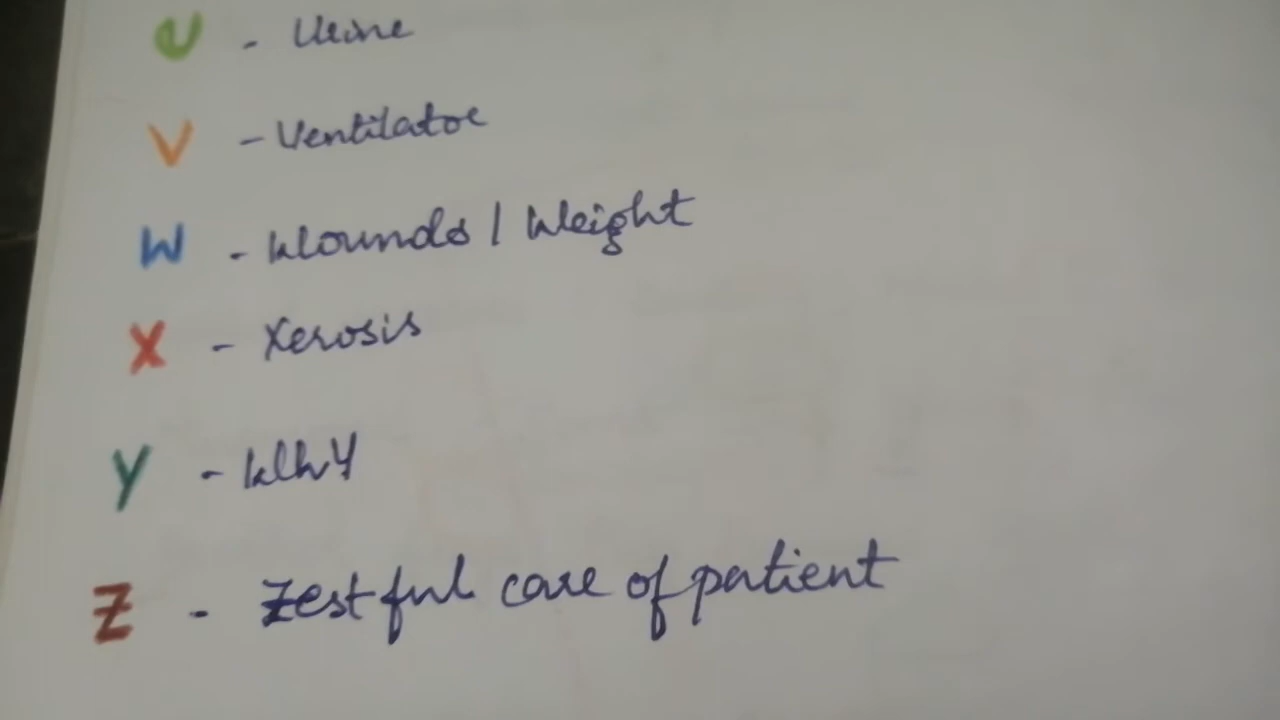 U - Urine
V - Ventilator
W - Wounds / Weight
X - Xerosis
Y - WhY
Z - Zestful care of patient